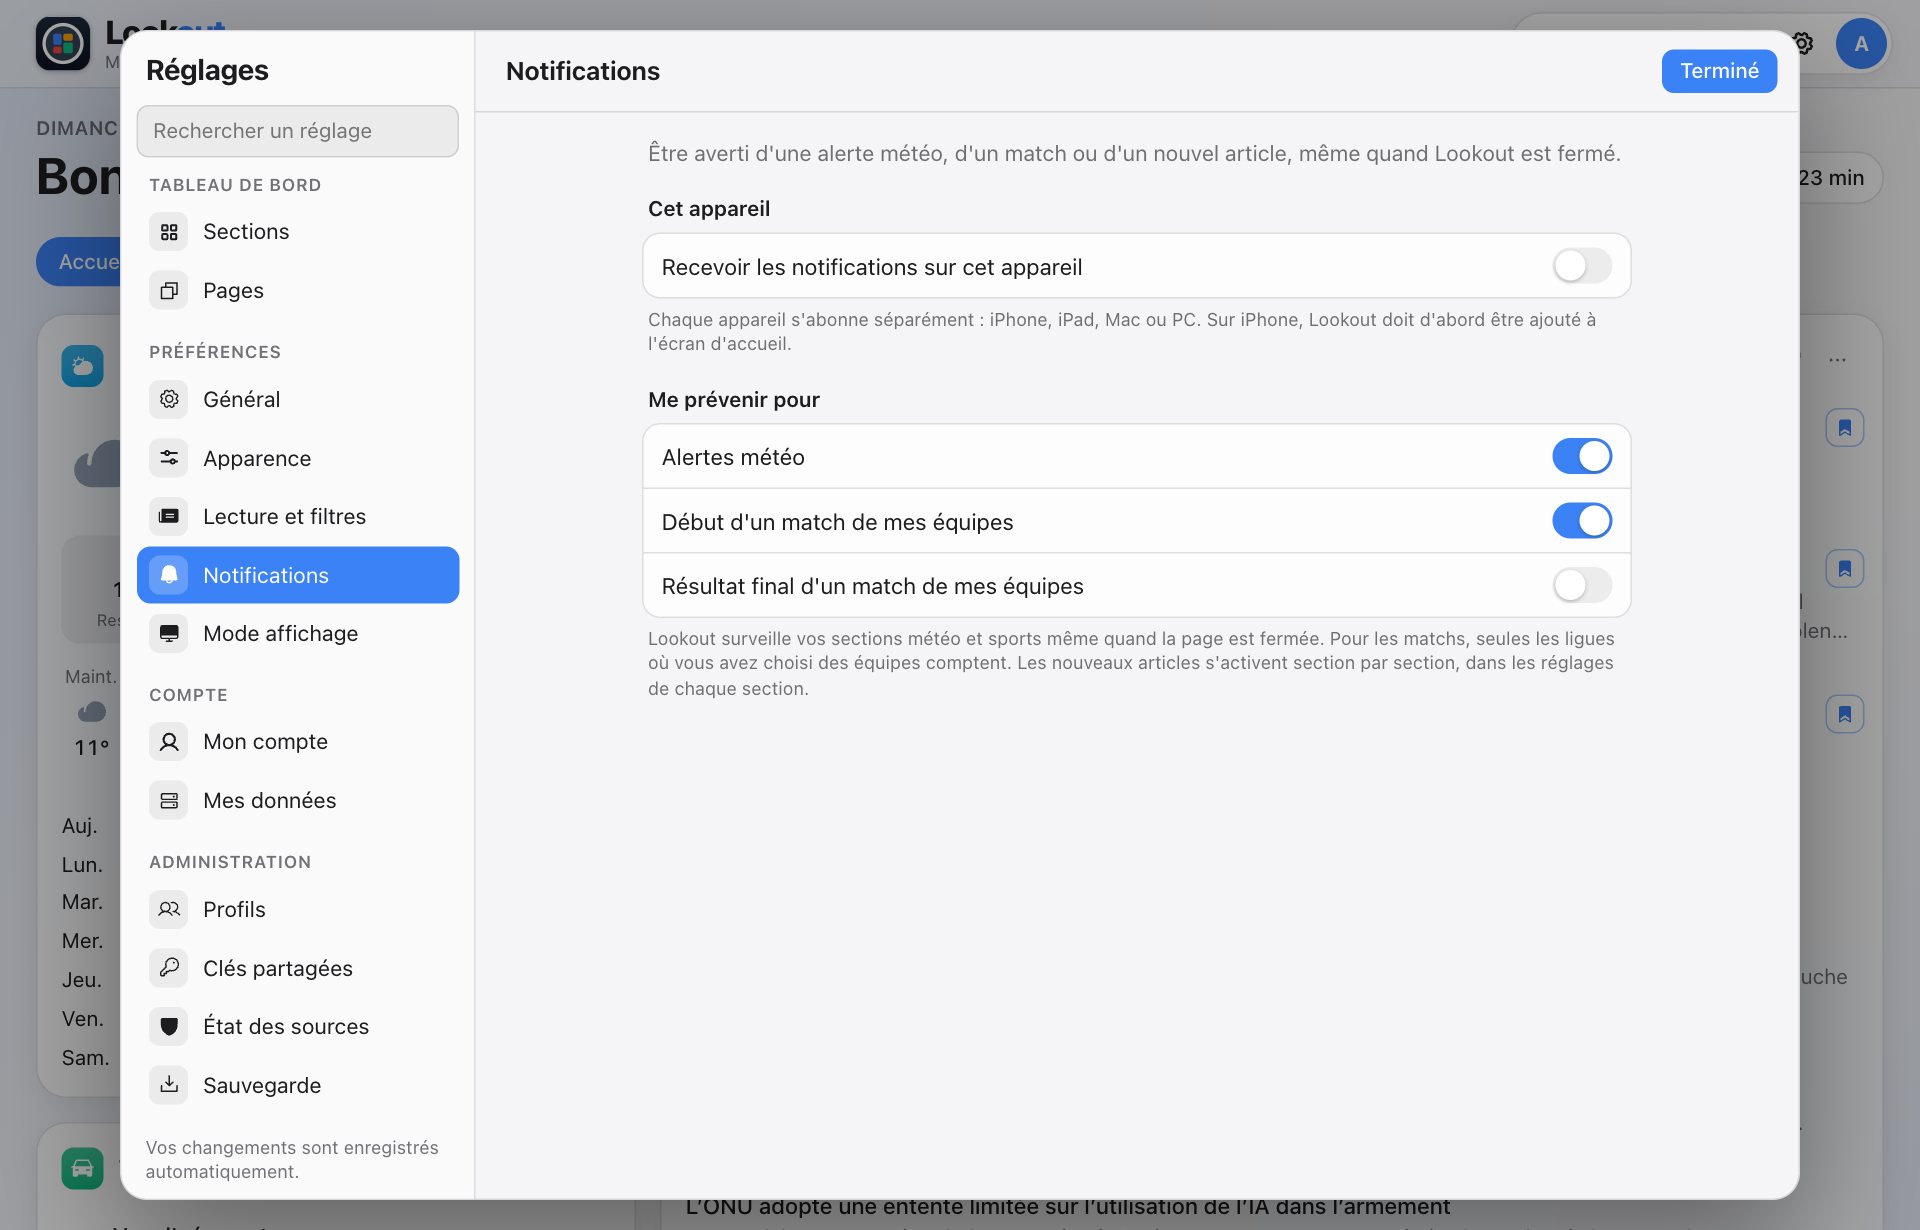 Lookout
Réglages
Notifications
Terminé
A
Rechercher un réglage
Être averti d'une alerte météo, d'un match ou d'un nouvel article, même quand Lookout est fermé.
TABLEAU DE BORD
Sections
Pages
23 min
Cet appareil
Recevoir les notifications sur cet appareil
Chaque appareil s'abonne séparément : iPhone, iPad, Mac ou PC. Sur iPhone, Lookout doit d'abord être ajouté à
l'écran d'accueil.
PRÉFÉRENCES
Général
Apparence
Lecture et filtres
Notifications
Mode affichage
Me prévenir pour
Alertes météo
Début d'un match de mes équipes
Résultat final d'un match de mes équipes
Lookout surveille vos sections météo et sports même quand la page est fermée. Pour les matchs, seules les ligues
où vous avez choisi des équipes comptent. Les nouveaux articles s'activent section par section, dans les réglages
de chaque section.
COMPTE
Mon compte
Mes données
ADMINISTRATION
Profils
Clés partagées
État des sources
Sauvegarde
Vos changements sont enregistrés
automatiquement.
Maint.
11°
Auj.
Lun.
Mar.
Mer.
Jeu.
Ven.
Sam.
L'ONU adopte une entente limitée sur l'utilisation de l'IA dans l'armement